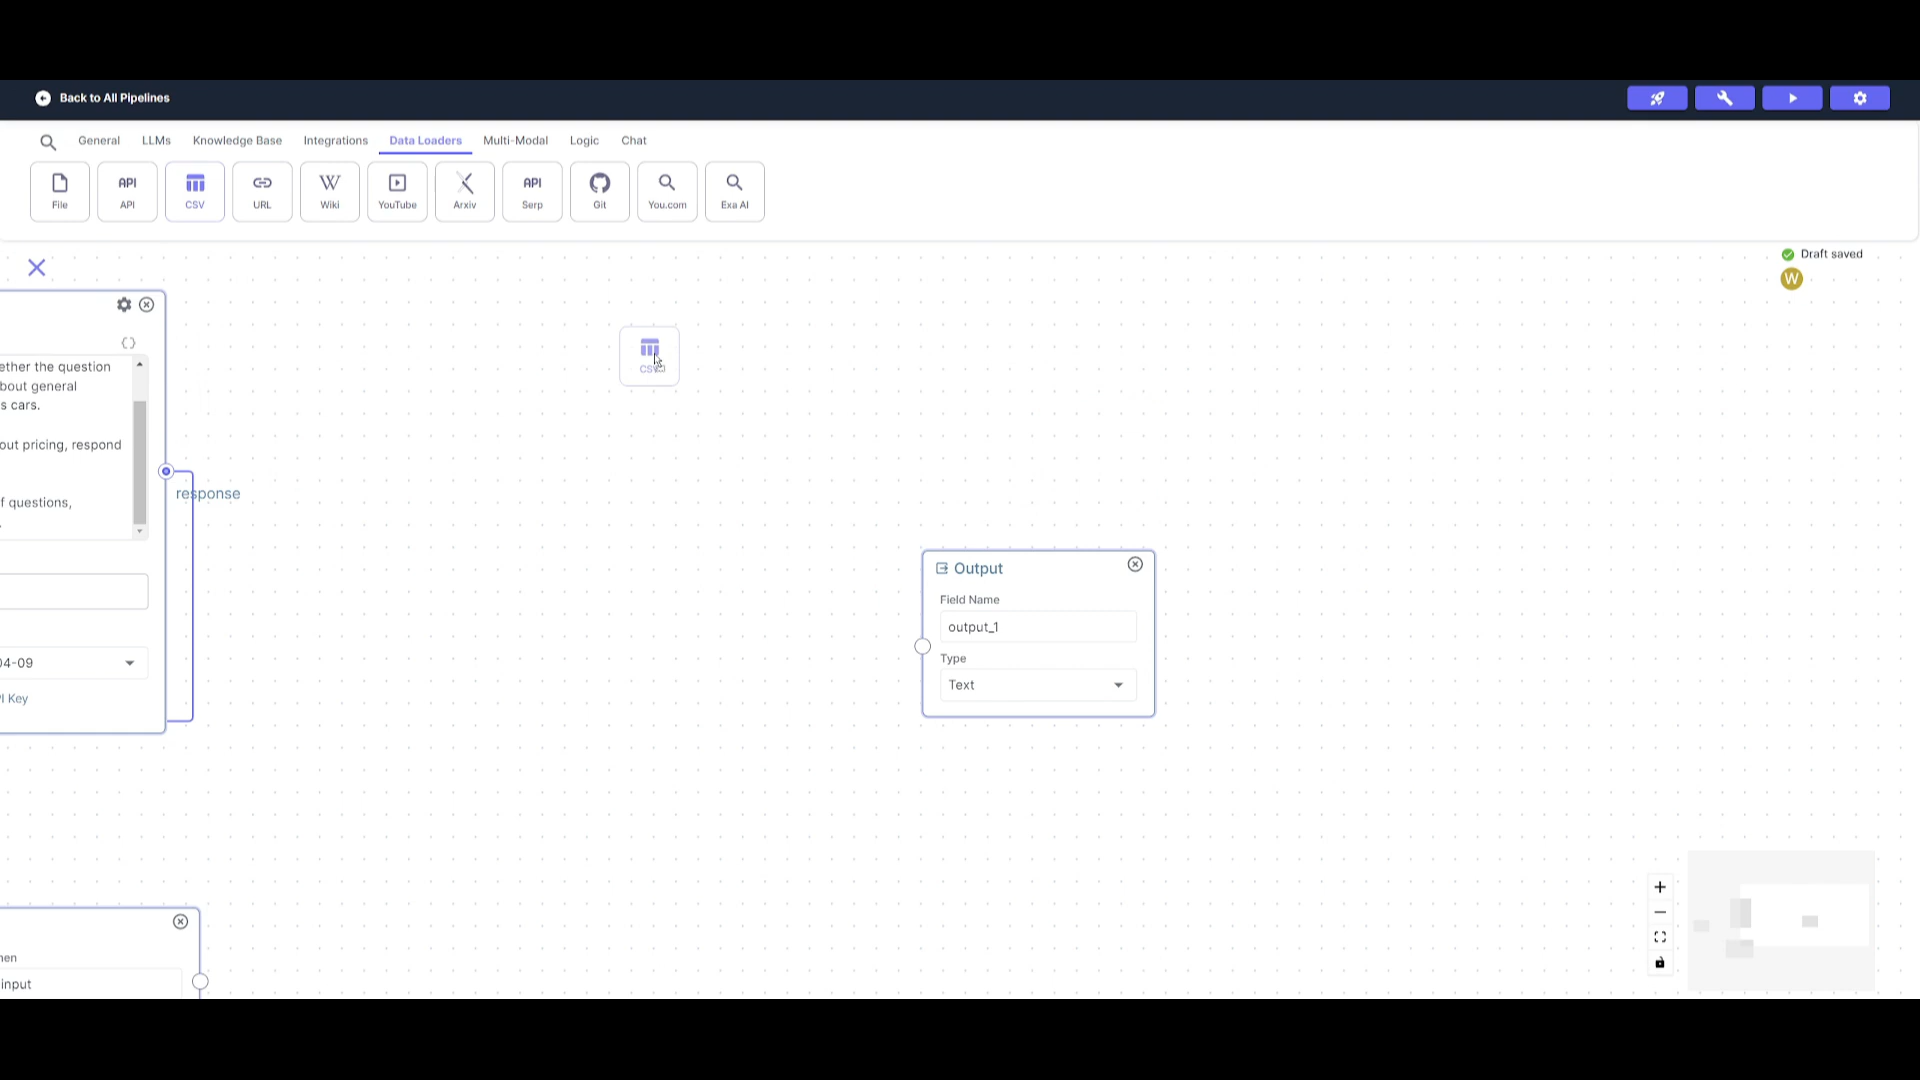 Back to All Pipelines
General
LLMs
Knowledge Base
Integrations
Data Loaders
Multi-Modal
Logic
Chat
File
API
API
CSV
URL
W
Wiki
YouTube
Arxiv
API
Serp
Git
You.com
Exa AI
Draft saved
W
{}
ether the question
bout general
s cars.
out pricing, respond
f questions,
response
04-09
I Key
CSV
Output
Field Name
output_1
Type
Text
hen
input